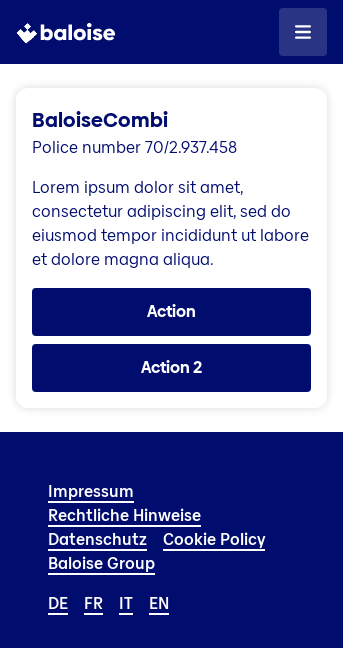 baloise
BaloiseCombi
Police number 70/2.937.458
Lorem ipsum dolor sit amet,
consectetur adipiscing elit, sed do
eiusmod tempor incididunt ut labore
et dolore magna aliqua.
Action
Action 2
Impressum
Rechtliche Hinweise
Datenschutz Cookie Policy
Baloise Group
DE FR IT EN